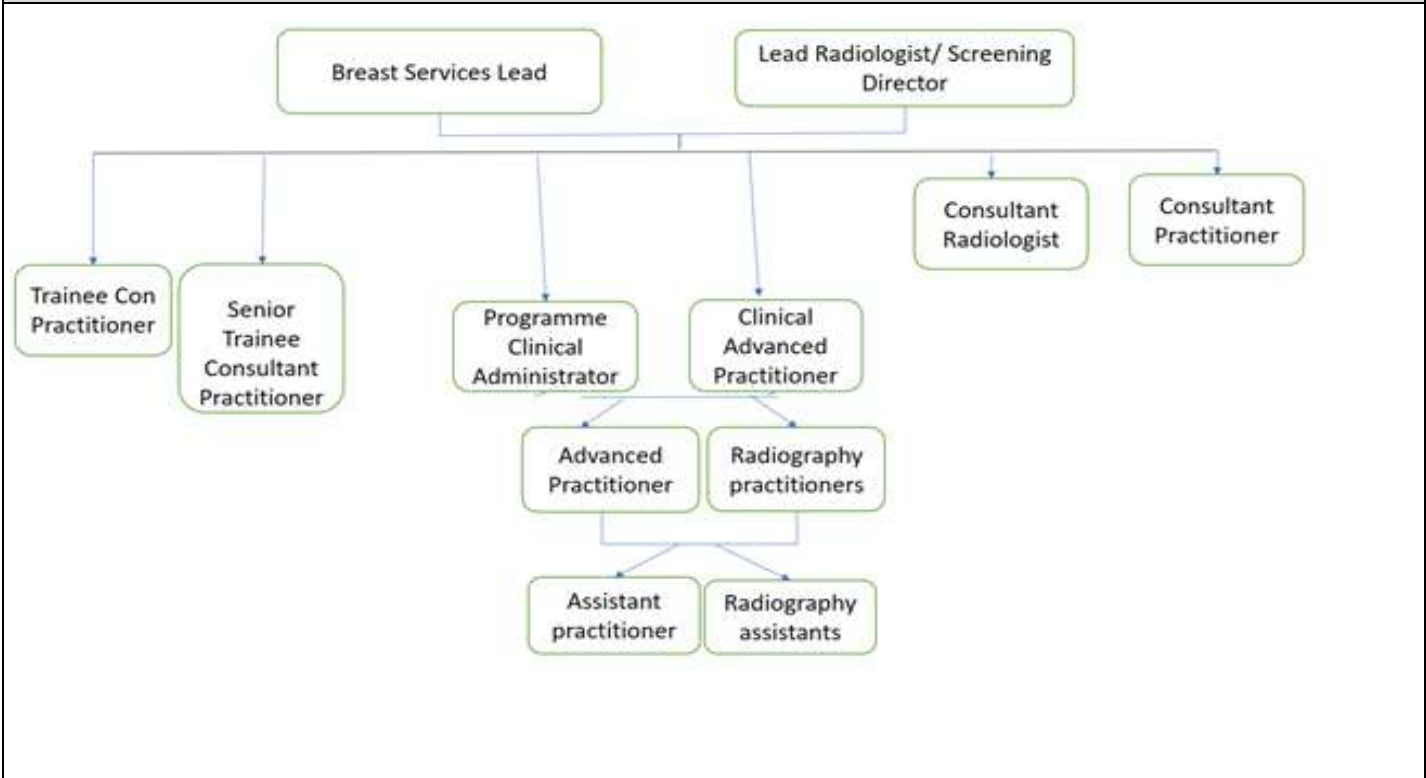 Breast Services Lead
Lead Radiologist/ Screening
Director
Consultant
Radiologist
Consultant
Practitioner
Trainee Con
Practitioner
Senior
Trainee
Consultant
Practitioner
Programme
Clinical
Administrator
Clinical
Advanced
Practitioner
Advanced
Practitioner
Radiography
practitioners
Assistant
practitioner
Radiography
assistants